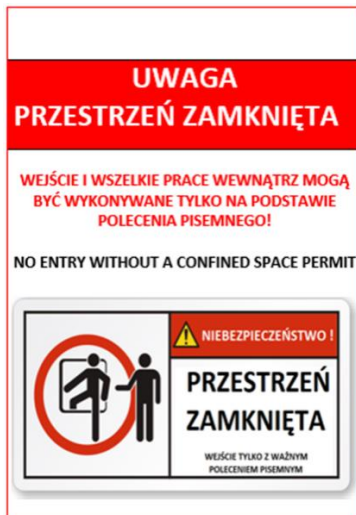 UWAGA
PRZESTRZEŃ ZAMKNIĘTA
WEJŚCIE I WSZELKIE PRACE WEWNĄTRZ MOGĄ
BYĆ WYKONYWANE TYLKO NA PODSTAWIE
POLECENIA PISEMNEGO!
NO ENTRY WITHOUT A CONFINED SPACE PERMIT
NIEBEZPIECZEŃSTWO !
PRZESTRZEŃ
ZAMKNIĘTA
WEJŚCIE TYLKO Z WAŻNYM
POLECENIEM PISEMNYM